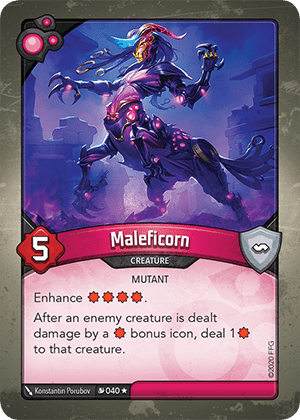 5
Maleficorn
CREATURE
MUTANT
Enhance .
After an enemy creature is dealt
damage by a bonus icon, deal 1
to that creature.
Konstantin Porubov 040 ★
©2020 FFG